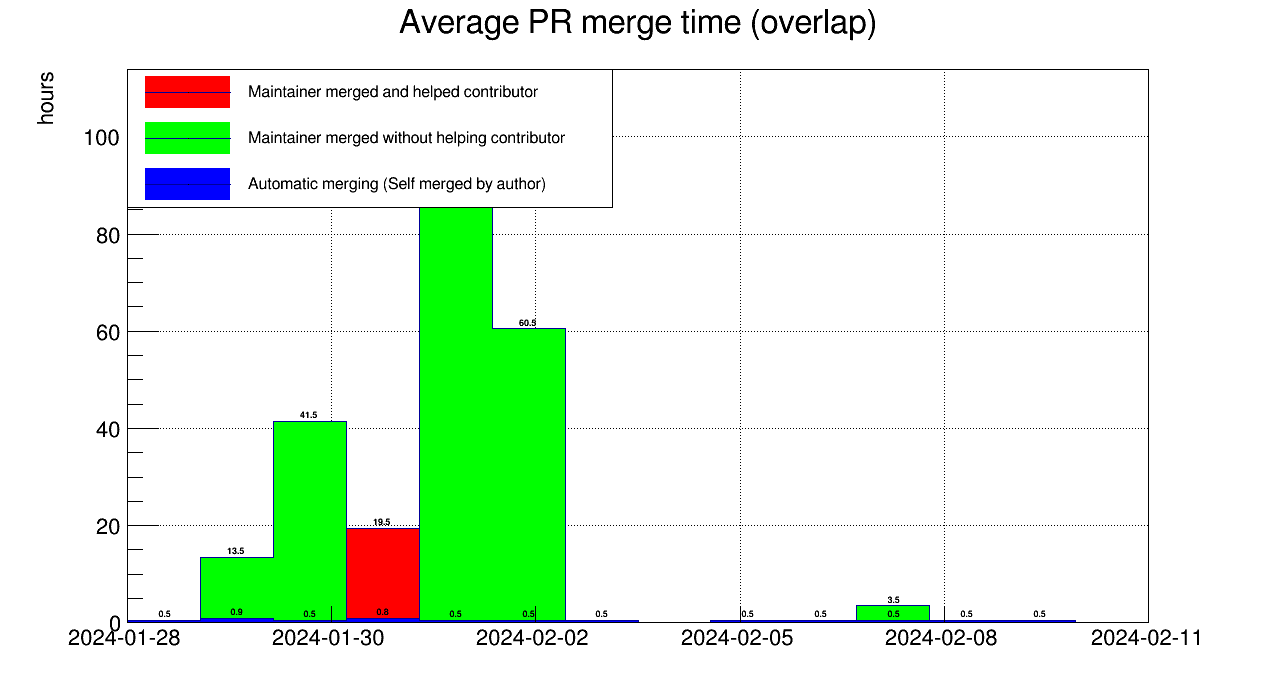 Average PR merge time (overlap)
hours
Maintainer merged and helped contributor
Maintainer merged without helping contributor
Automatic merging (Self merged by author)
100
80
60
40
20
0
60.5
41.5
19.5
13.5
3.5
0.5 0.9 0.5 0.6 0.5 0.5 0.5 0.5 0.5 0.5 0.5 0.5
2024-01-28 2024-01-30 2024-02-02 2024-02-05 2024-02-08 2024-02-11